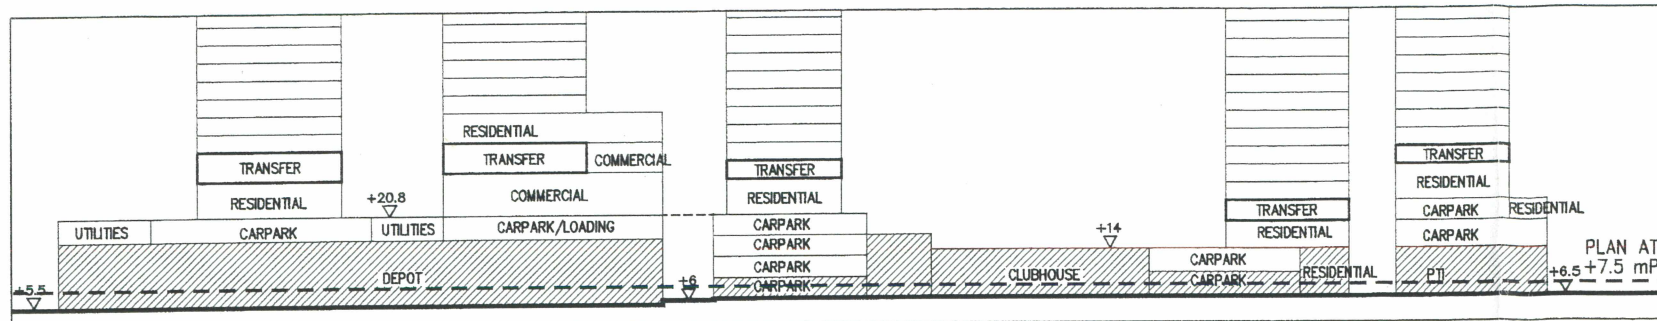 RESIDENTIAL
TRANSFER
TRANSFER
COMMERCIAL
TRANSFER
TRANSFER
RESIDENTIAL
+20.8
COMMERCIAL
RESIDENTIAL
RESIDENTIAL
UTILITIES
CARPARK
UTILITIES
CARPARK/LOADING
CARPARK
TRANSFER
CARPARK
RESIDENTIAL
CARPARK
+14
RESIDENTIAL
CARPARK
DEPOT
CARPARK
CLUBHOUSE
CARPARK
RESIDENTIAL
PTI
PLAN AT
+7.5 mP
+5.5
+6
CARPARK
CARPARK
+6.5